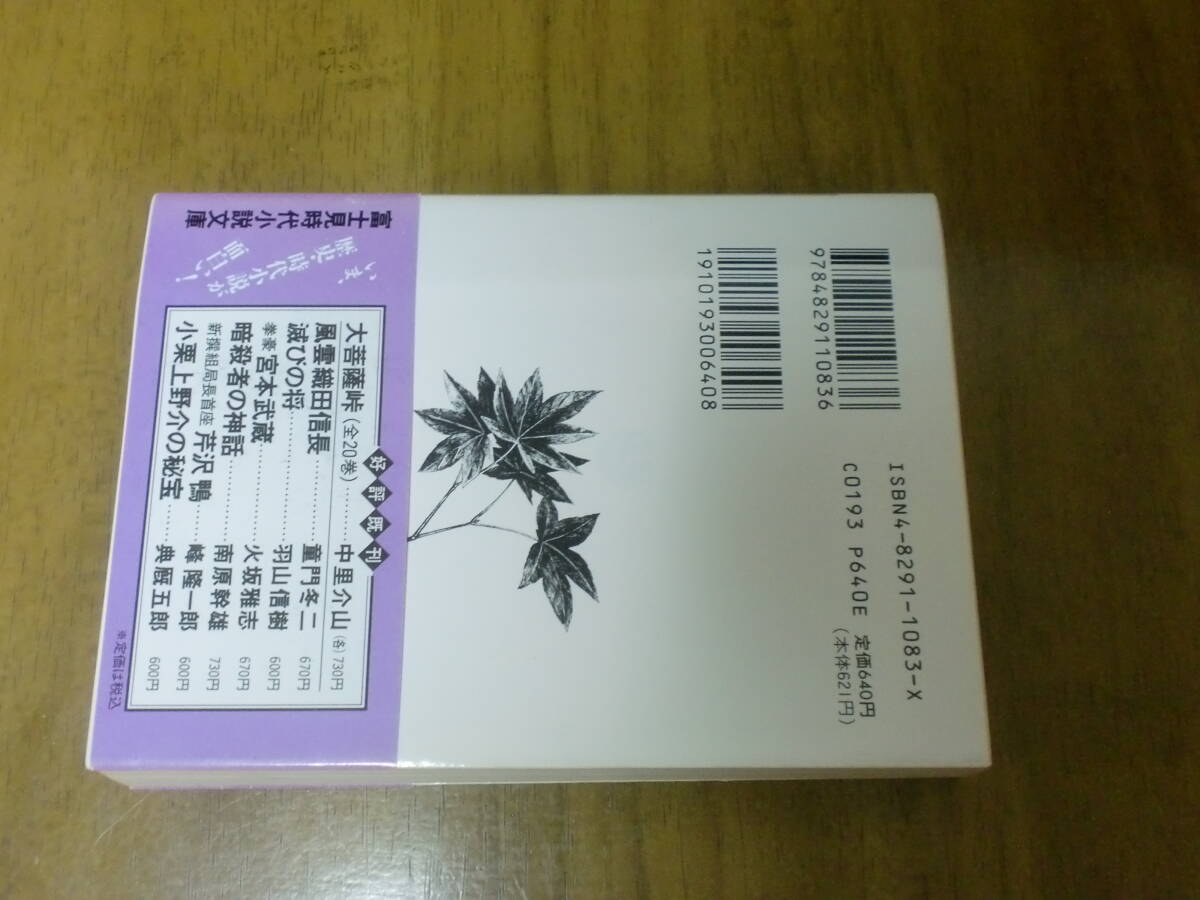 9784829110836
1910193006408
ISBN4-8291-1083-X
C0193 P640E 定価640円
(本体621円)
富士見時代小説文庫
いま、
歴史・時代小説が
面白い!
好評既刊
大菩薩峠(全20巻)……中里介山(各)730円
風雲織田信長……童門冬二 670円
滅びの将……羽山信樹 600円
拳豪 宮本武蔵……火坂雅志 670円
暗殺者の神話……南原幹雄 730円
新撰組局長首座 芹沢鴨……峰隆一郎 600円
小栗上野介の秘宝……典厩五郎 600円
※定価は税込